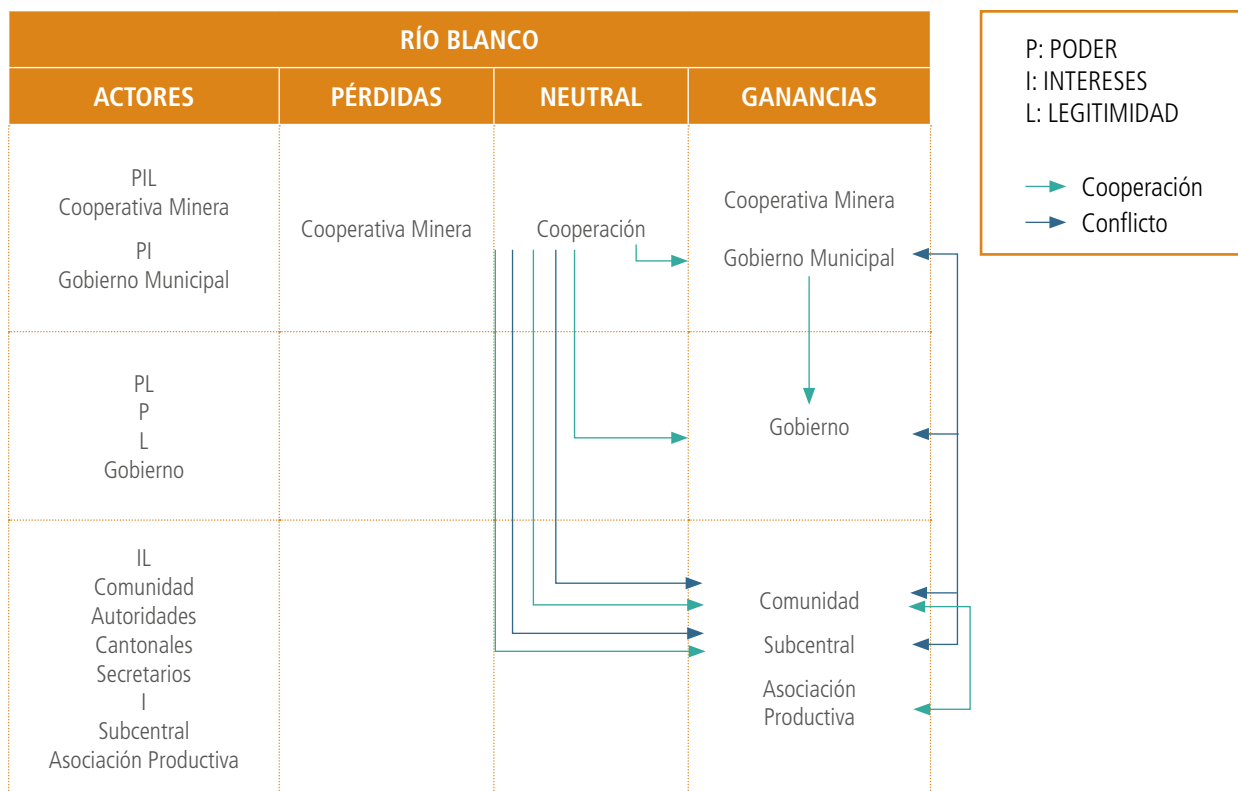 RÍO BLANCO
ACTORES
PÉRDIDAS
NEUTRAL
GANANCIAS
PIL
Cooperativa Minera
PI
Gobierno Municipal
Cooperativa Minera
Cooperación
Cooperativa Minera
Gobierno Municipal
PL
P
L
Gobierno
Gobierno
IL
Comunidad
Autoridades
Cantonales
Secretarios
I
Subcentral
Asociación Productiva
Comunidad
Subcentral
Asociación
Productiva
P: PODER
I: INTERESES
L: LEGITIMIDAD
Cooperación
Conflicto